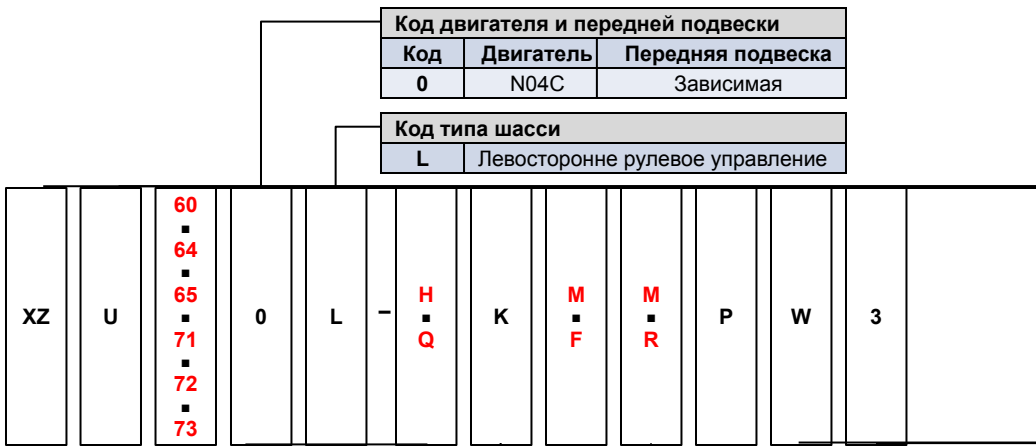 Код двигателя и передней подвески
Код Двигатель Передняя подвеска
0 N04C Зависимая
Код типа шасси
L Левосторонне рулевое управление
XZ U 60 ▪ 64 ▪ 65 ▪ 71 ▪ 72 ▪ 73 0 L - H ▪ Q K M ▪ F M ▪ R P W 3